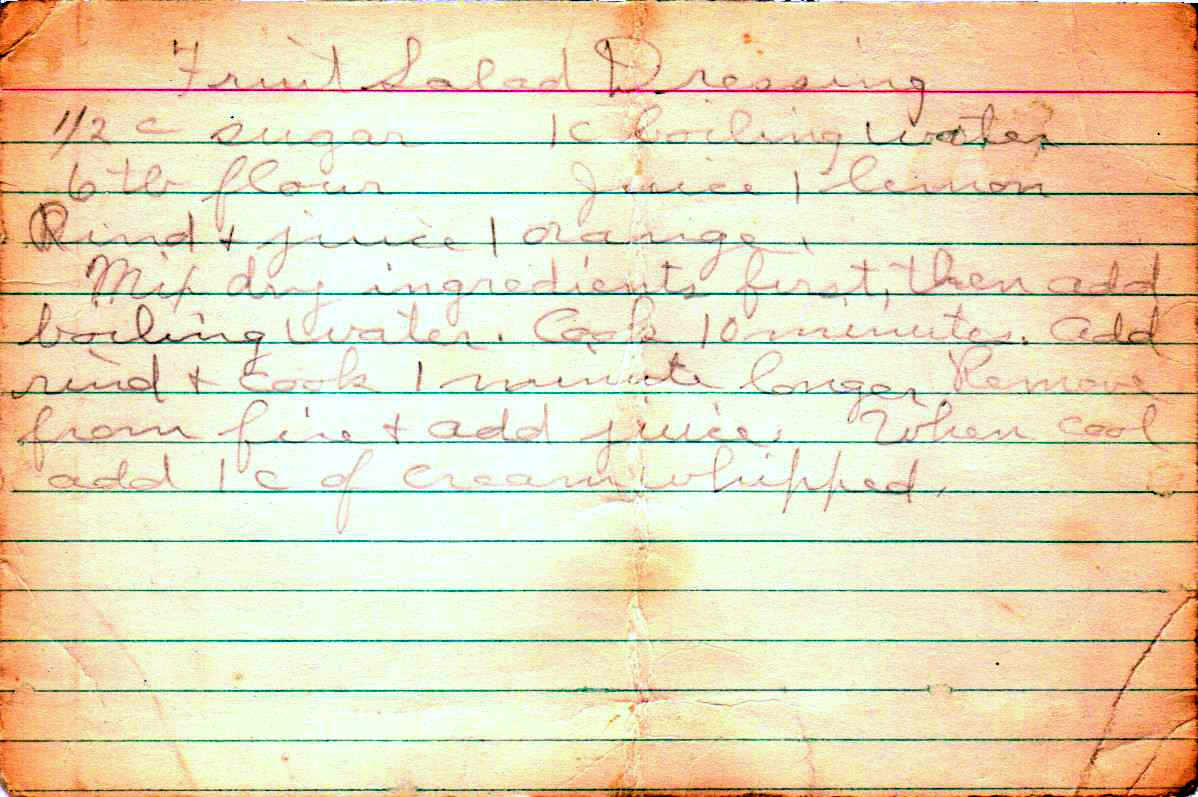 Fruit Salad Dressing
1/2 c sugar 1c boiling water
6 tb flour Juice 1 lemon
Rind + juice 1 orange.
Mix dry ingredients first, then add
boiling water. Cook 10 minutes. Add
rind + cook 1 minute longer. Remove
from fire + add juice. When cool
add 1 c of cream whipped.